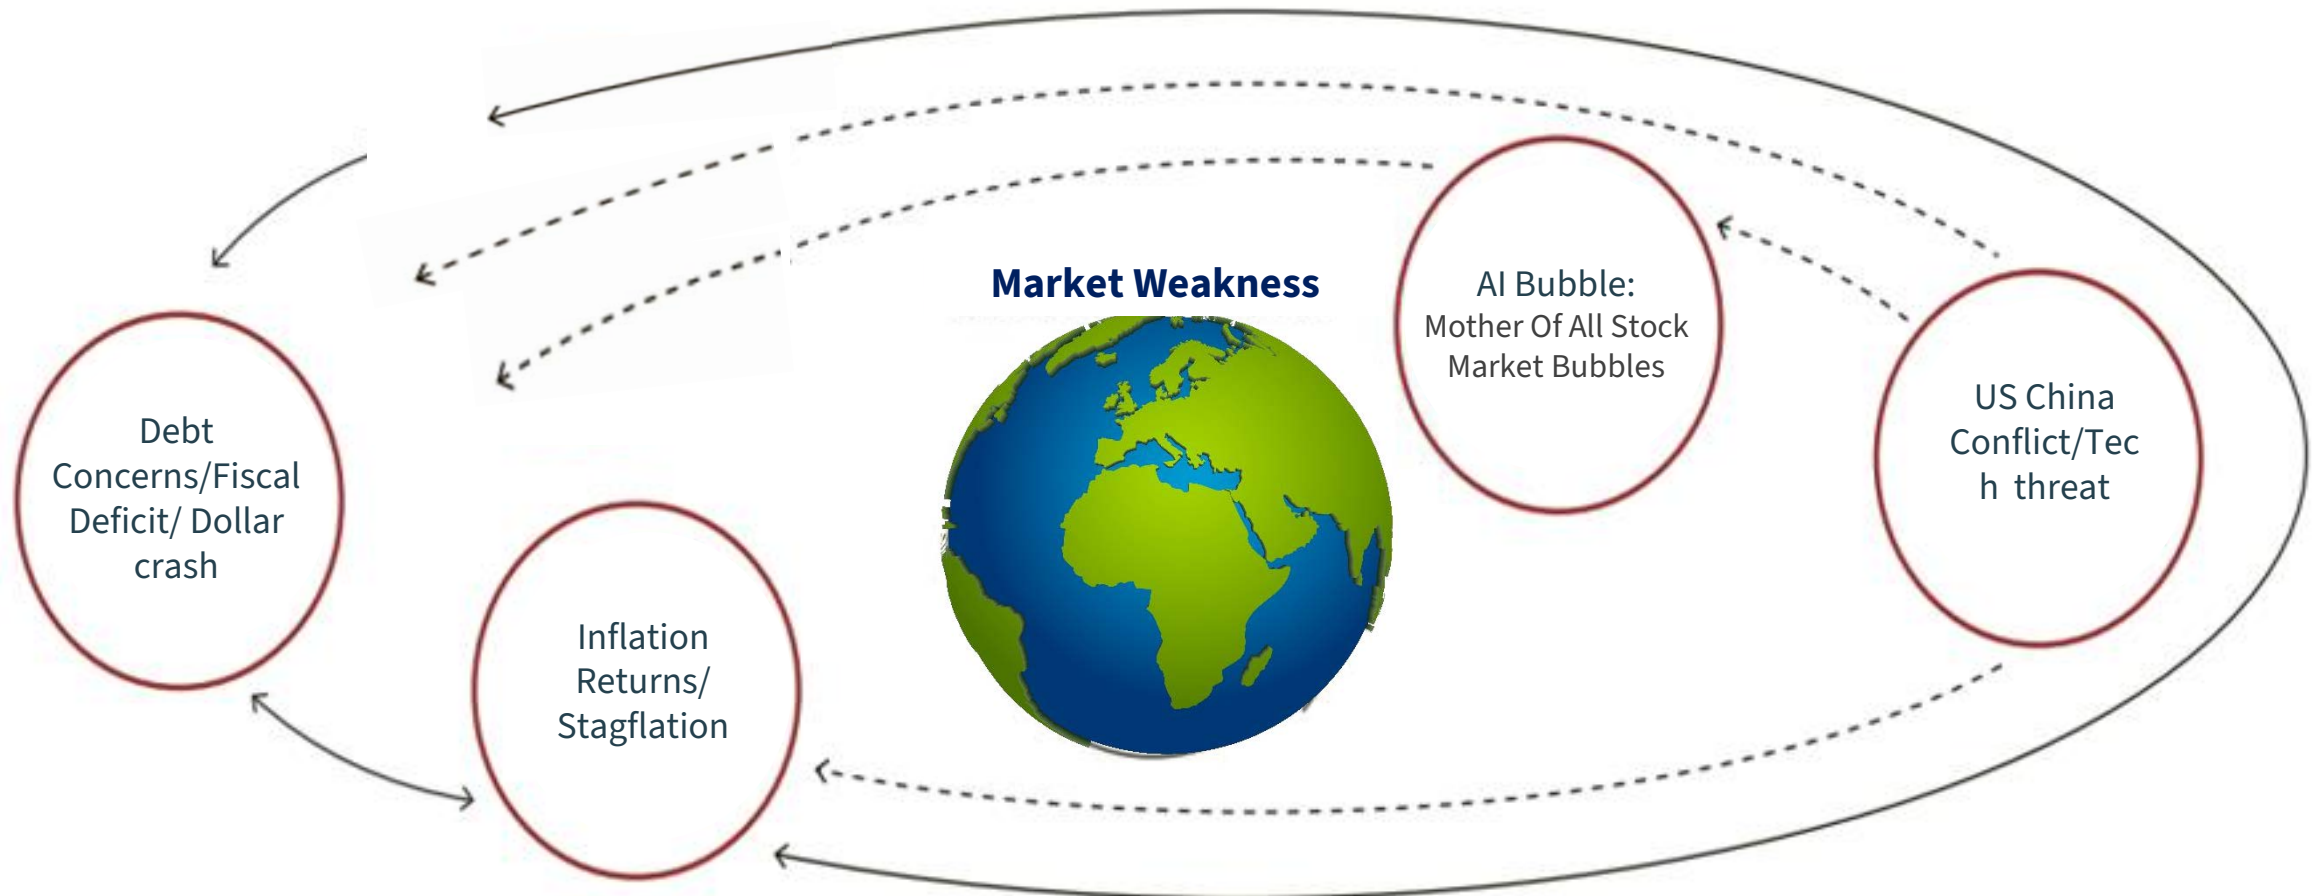 Market Weakness
AI Bubble:
Mother Of All Stock
Market Bubbles
US China
Conflict/Tec
h threat
Debt
Concerns/Fiscal
Deficit/ Dollar
crash
Inflation
Returns/
Stagflation